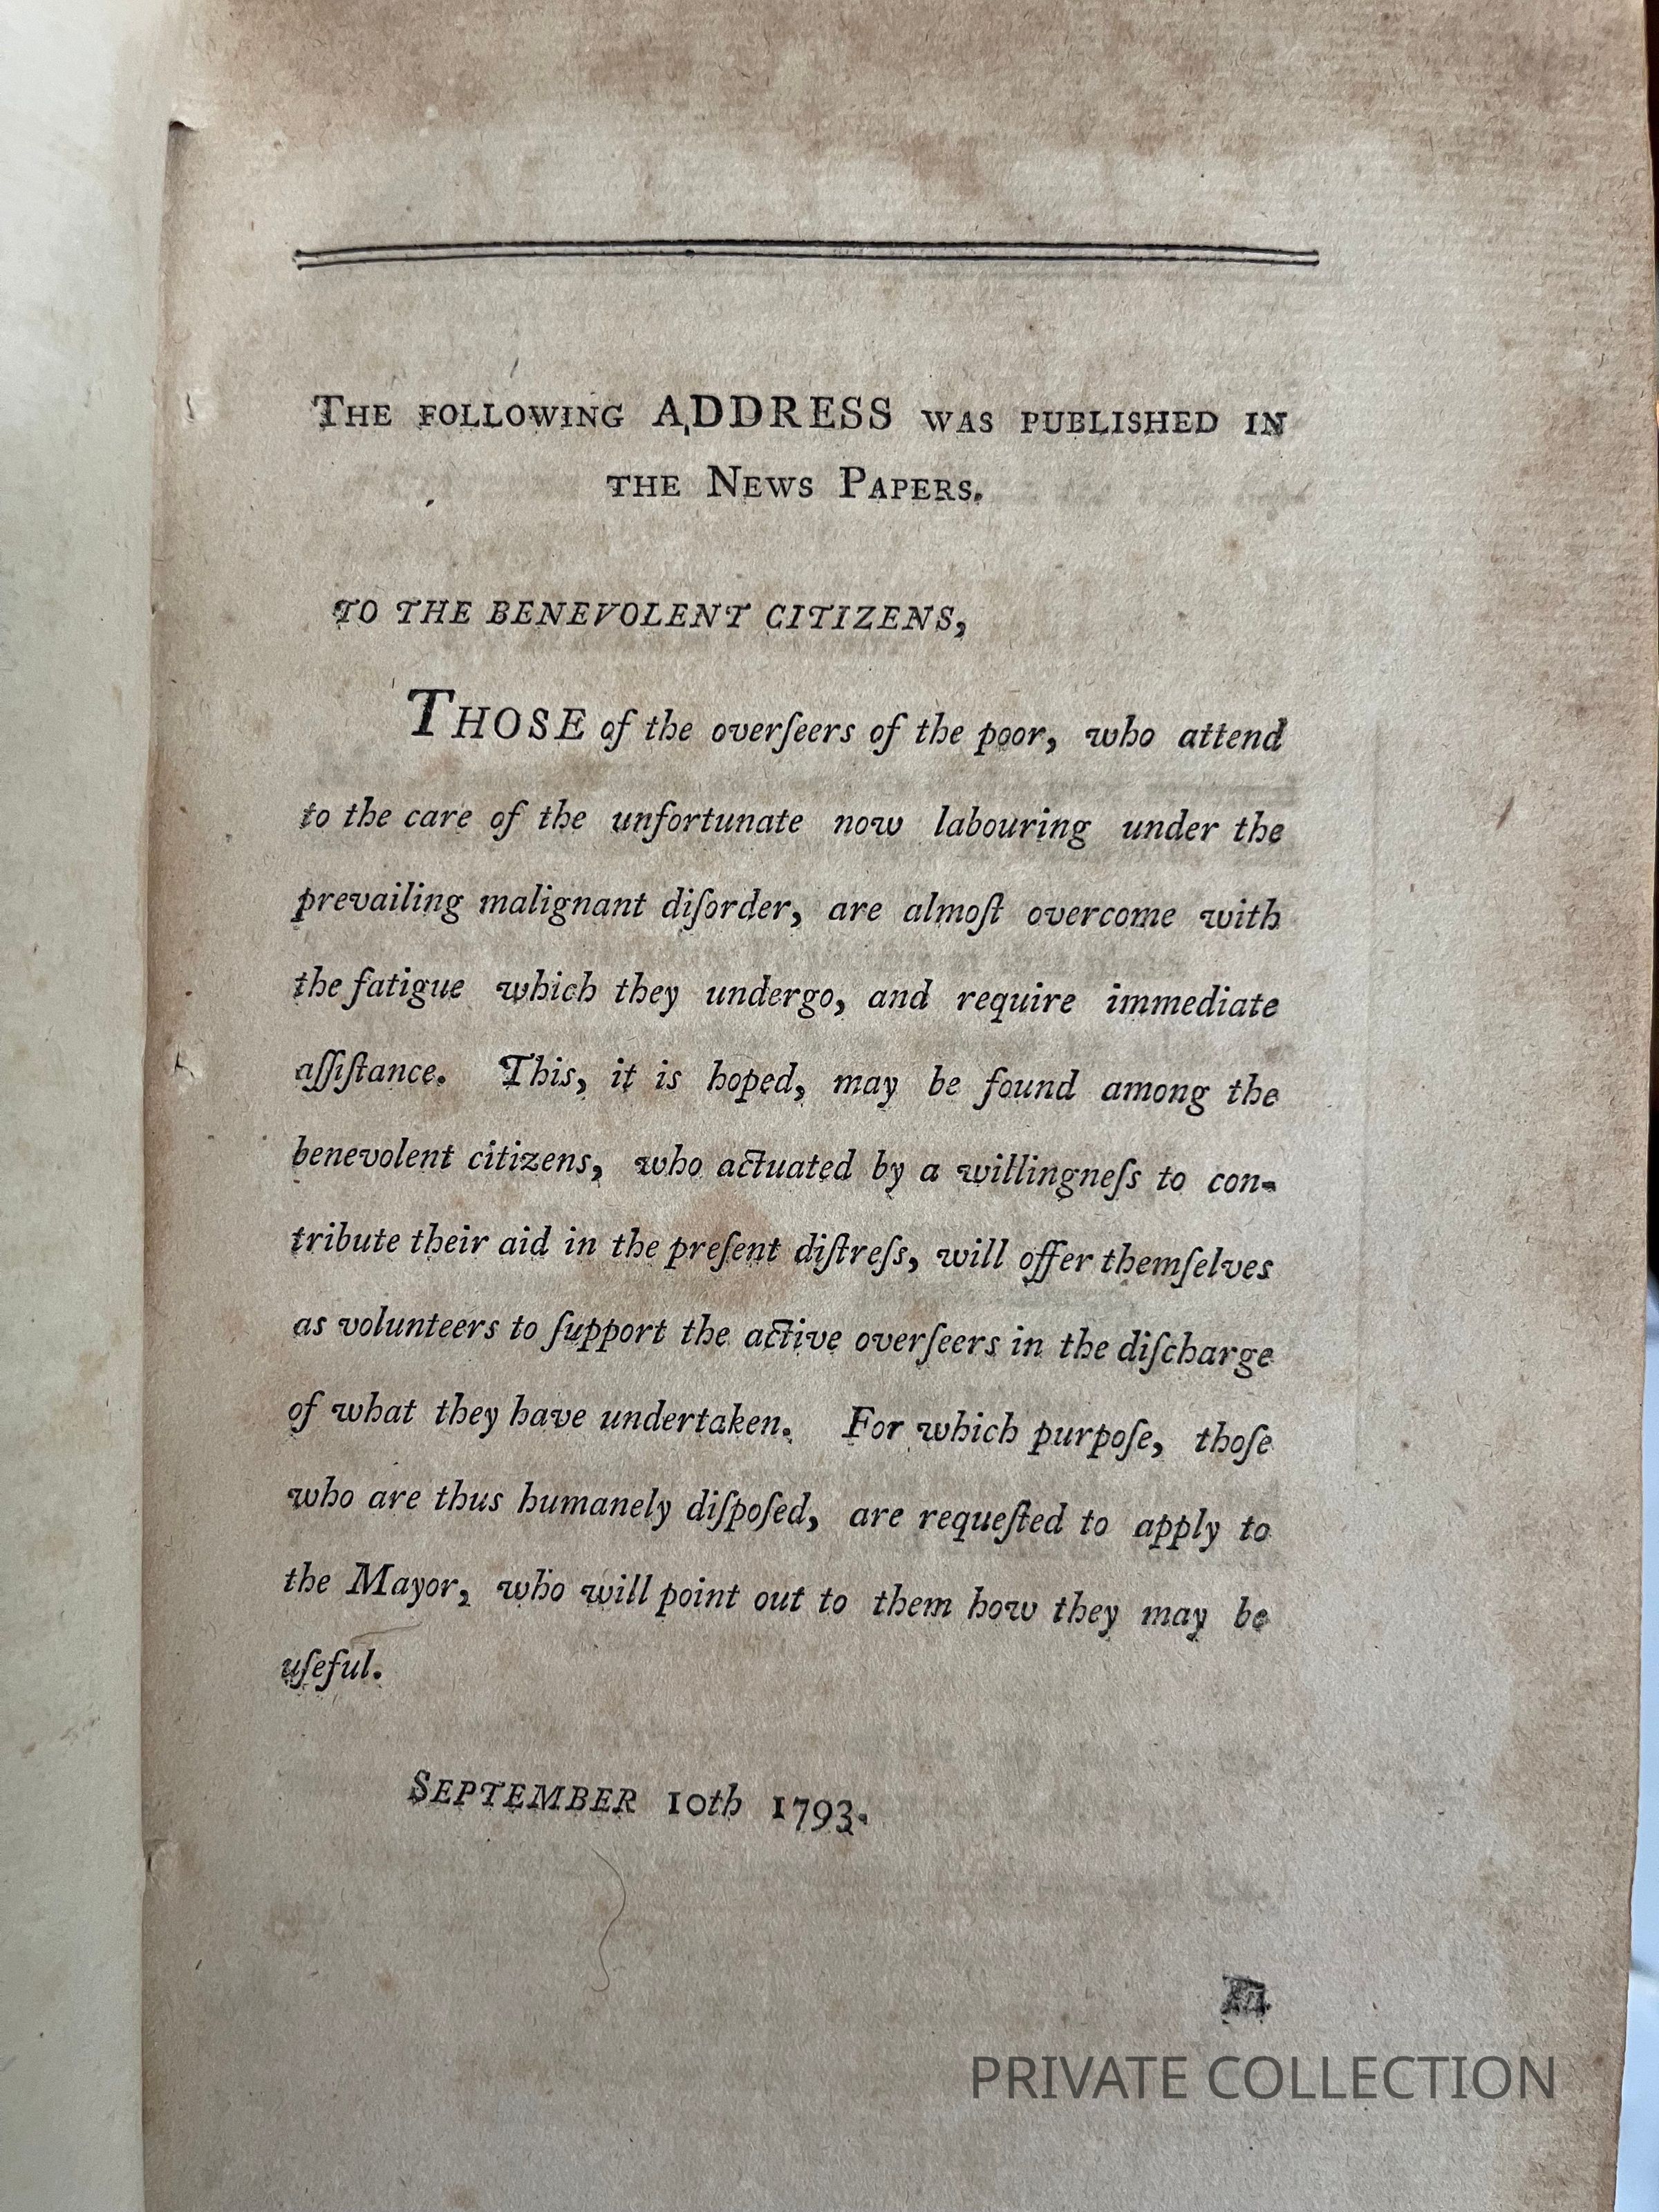 THE FOLLOWING ADDRESS WAS PUBLISHED IN
THE NEWS PAPERS.
TO THE BENEVOLENT CITIZENS,
THOSE of the overſeers of the poor, who attend
to the care of the unfortunate now labouring under the
prevailing malignant diſorder, are almoſt overcome with
the fatigue which they undergo, and require immediate
aſſiſtance. This, it is hoped, may be found among the
benevolent citizens, who actuated by a willingneſs to con-
tribute their aid in the preſent diſtreſs, will offer themſelves
as volunteers to ſupport the active overſeers in the diſcharge
of what they have undertaken. For which purpoſe, thoſe
who are thus humanely diſpoſed, are requeſted to apply to
the Mayor, who will point out to them how they may be
uſeful.
SEPTEMBER 10th 1793.
PRIVATE COLLECTION